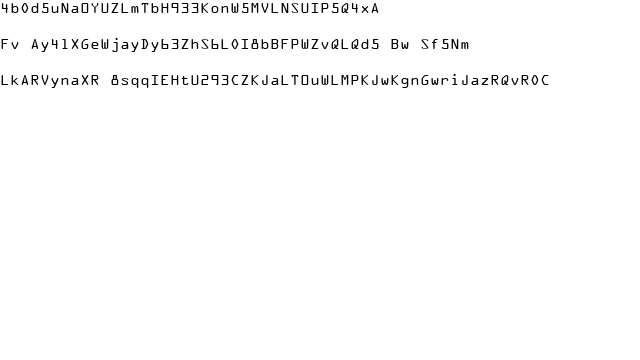 4b0d5uNaOYUZLmTbH933KonW5MVLNSUIP5Q4xA
Fv Ay41XGeWjayDy63ZhS6L0I8bBFPWZvQLQd5 Bw Sf5Nm
LkARVynaXR 8sqqIEHtU293CZKJaLTOuWLMPKJwKgnGwriJazRQvR0C